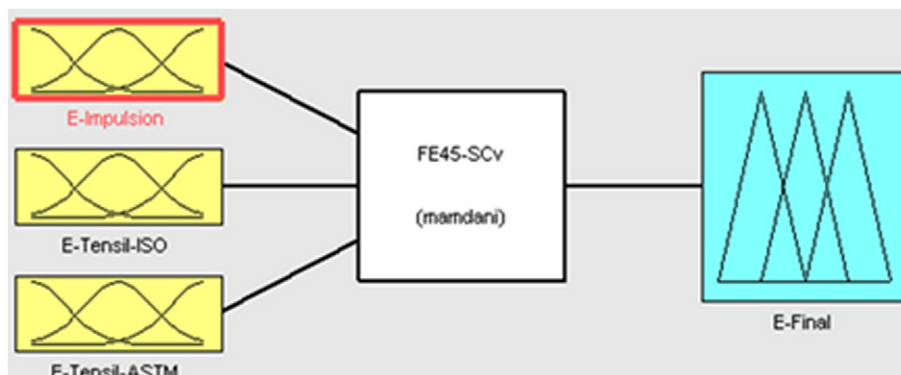 E-Impulsion
FE45-SCv
(mamdani)
E-Tensil-ISO
E-Final
E-Tensil-ASTM